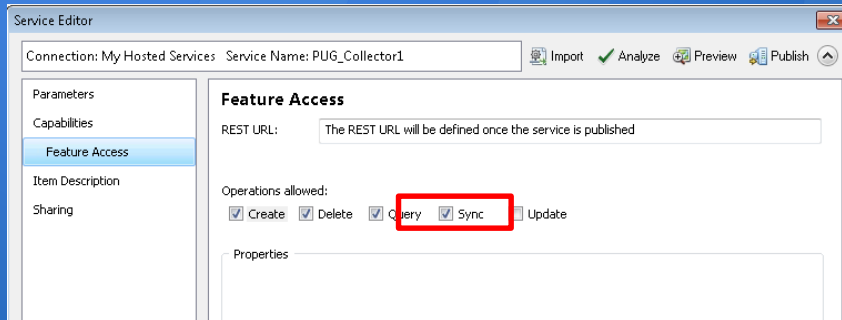 Service Editor
Connection: My Hosted Services Service Name: PUG_Collector1 Import Analyze Preview Publish
Parameters
Capabilities
Feature Access
Item Description
Sharing
Feature Access
REST URL: The REST URL will be defined once the service is published
Operations allowed:
Create Delete Query Sync Update
Properties